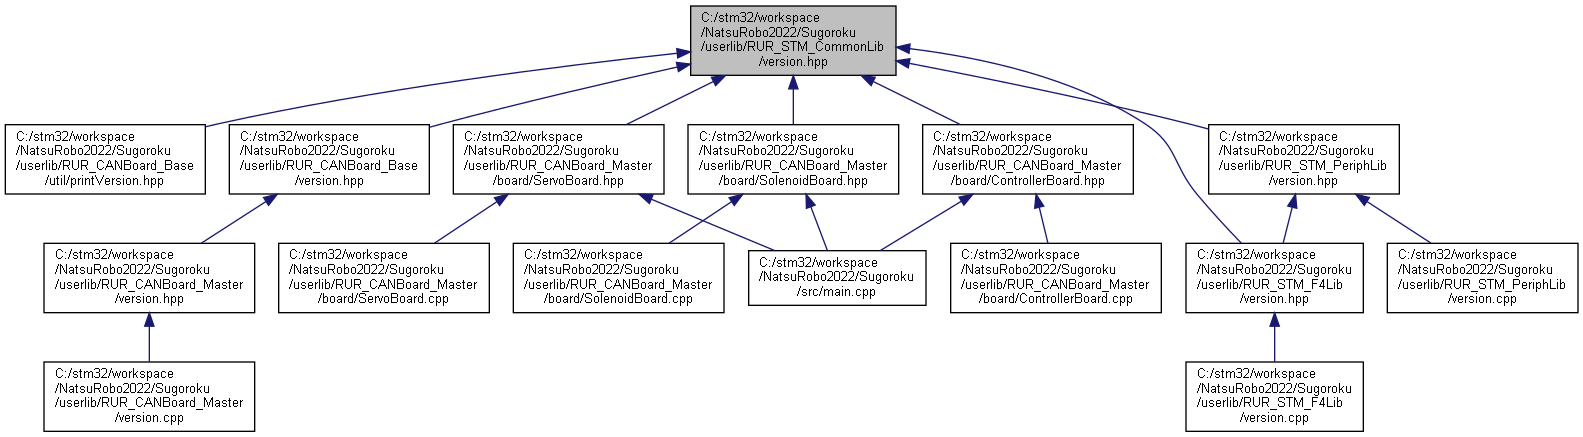 C:/stm32/workspace
/NatsuRobo2022/Sugoroku
/userlib/RUR_STM_CommonLib
/version.hpp
C:/stm32/workspace
/NatsuRobo2022/Sugoroku
/userlib/RUR_CANBoard_Base
/util/printVersion.hpp
C:/stm32/workspace
/NatsuRobo2022/Sugoroku
/userlib/RUR_CANBoard_Base
/version.hpp
C:/stm32/workspace
/NatsuRobo2022/Sugoroku
/userlib/RUR_CANBoard_Master
/board/ServoBoard.hpp
C:/stm32/workspace
/NatsuRobo2022/Sugoroku
/userlib/RUR_CANBoard_Master
/board/SolenoidBoard.hpp
C:/stm32/workspace
/NatsuRobo2022/Sugoroku
/userlib/RUR_CANBoard_Master
/board/ControllerBoard.hpp
C:/stm32/workspace
/NatsuRobo2022/Sugoroku
/userlib/RUR_STM_PeriphLib
/version.hpp
C:/stm32/workspace
/NatsuRobo2022/Sugoroku
/userlib/RUR_CANBoard_Master
/version.hpp
C:/stm32/workspace
/NatsuRobo2022/Sugoroku
/userlib/RUR_CANBoard_Master
/board/ServoBoard.cpp
C:/stm32/workspace
/NatsuRobo2022/Sugoroku
/userlib/RUR_CANBoard_Master
/board/SolenoidBoard.cpp
C:/stm32/workspace
/NatsuRobo2022/Sugoroku
/src/main.cpp
C:/stm32/workspace
/NatsuRobo2022/Sugoroku
/userlib/RUR_CANBoard_Master
/board/ControllerBoard.cpp
C:/stm32/workspace
/NatsuRobo2022/Sugoroku
/userlib/RUR_STM_F4Lib
/version.hpp
C:/stm32/workspace
/NatsuRobo2022/Sugoroku
/userlib/RUR_STM_PeriphLib
/version.cpp
C:/stm32/workspace
/NatsuRobo2022/Sugoroku
/userlib/RUR_CANBoard_Master
/version.cpp
C:/stm32/workspace
/NatsuRobo2022/Sugoroku
/userlib/RUR_STM_F4Lib
/version.cpp